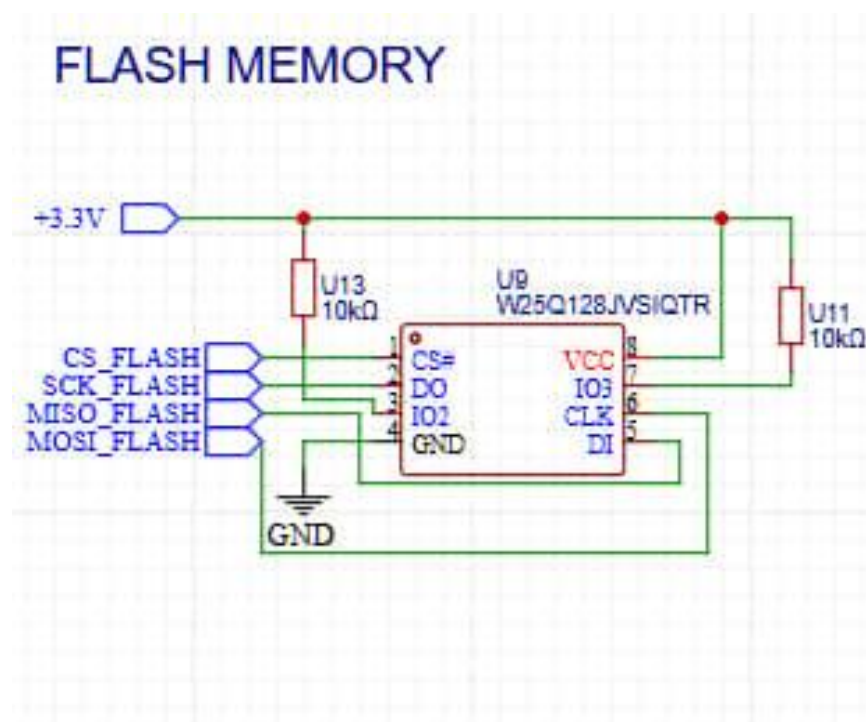 FLASH MEMORY
+3.3V
U13
10kΩ
U9
W25Q128JVSIQTR
U11
10kΩ
CS_FLASH
SCK_FLASH
MISO_FLASH
MOSI_FLASH
1
CS#
2
DO
3
IO2
4
GND
8
VCC
7
IO3
6
CLK
5
DI
GND